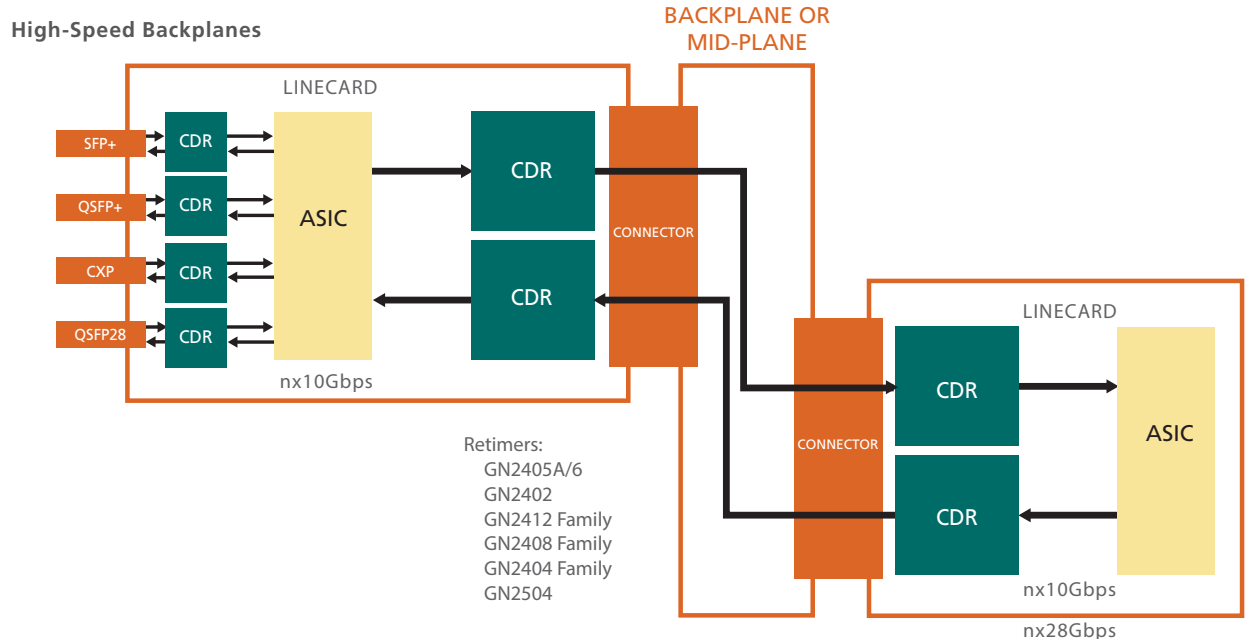 High-Speed Backplanes
BACKPLANE OR
MID-PLANE
LINECARD
SFP+
CDR
QSFP+
CDR
CXP
CDR
QSFP28
CDR
ASIC
CDR
CDR
CONNECTOR
nx10Gbps
Retimers:
GN2405A/6
GN2402
GN2412 Family
GN2408 Family
GN2404 Family
GN2504
CONNECTOR
LINECARD
CDR
CDR
ASIC
nx10Gbps
nx28Gbps